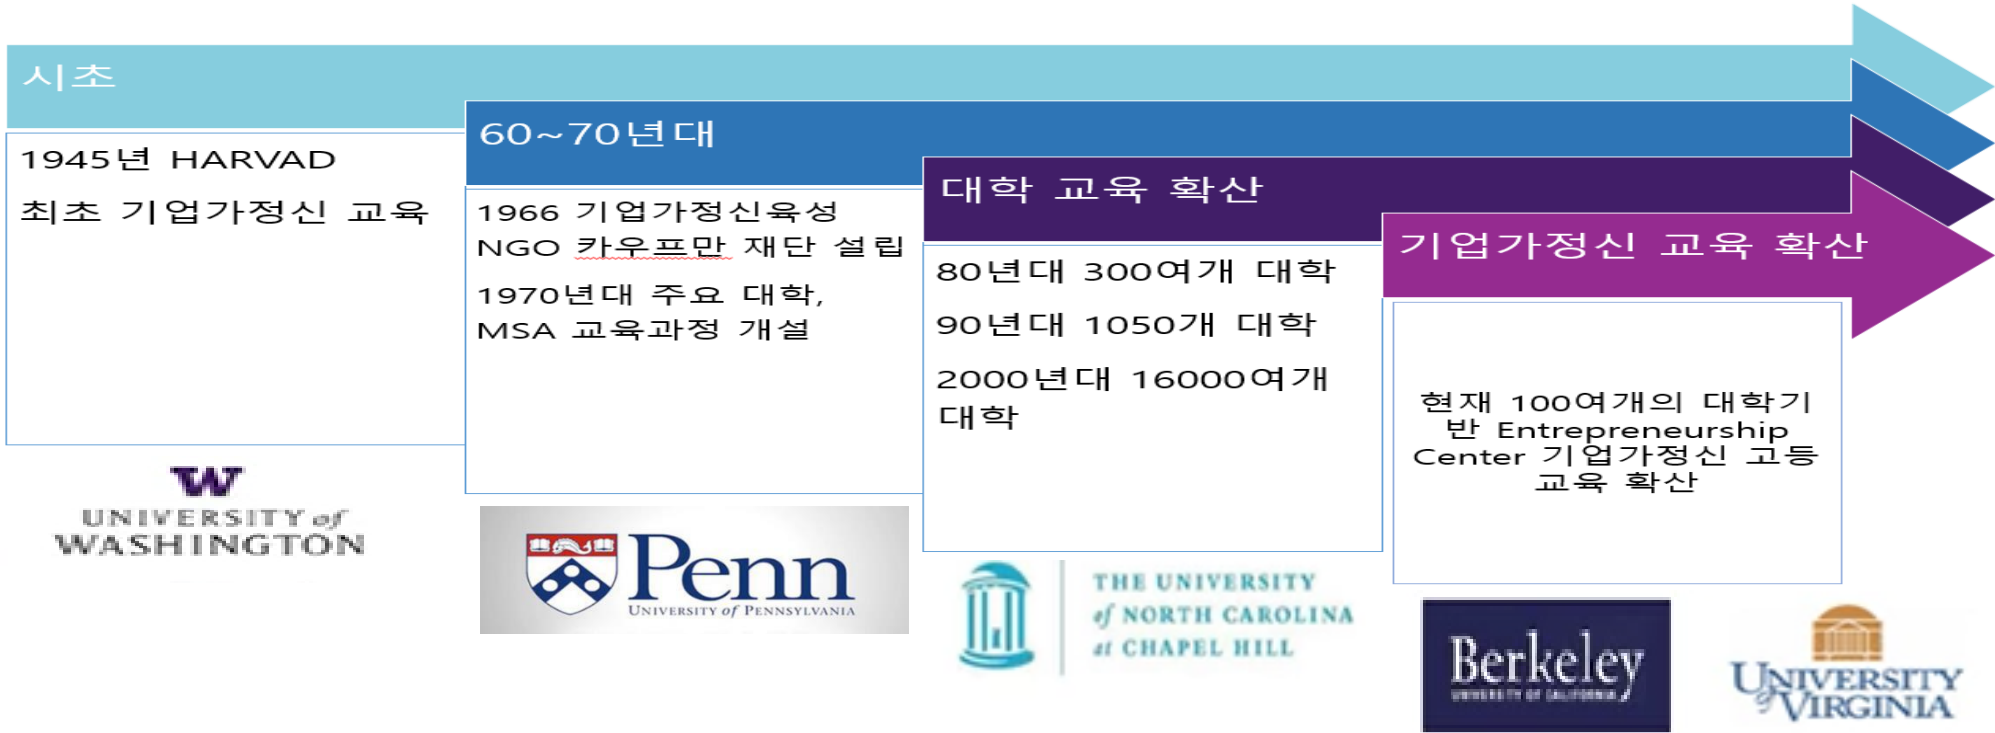 시초
1945년 HARVAD
최초 기업가정신 교육
60~70년대
1966 기업가정신육성
NGO 카우프만 재단 설립
1970년대 주요 대학,
MSA 교육과정 개설
대학 교육 확산
80년대 300여개 대학
90년대 1050개 대학
2000년대 16000여개
대학
기업가정신 교육 확산
현재 100여개의 대학기
반 Entrepreneurship
Center 기업가정신 고등
교육 확산
W
UNIVERSITY of
WASHINGTON
Penn
UNIVERSITY of PENNSYLVANIA
THE UNIVERSITY
of NORTH CAROLINA
at CHAPEL HILL
Berkeley
UNIVERSITY OF CALIFORNIA
UNIVERSITY
of VIRGINIA